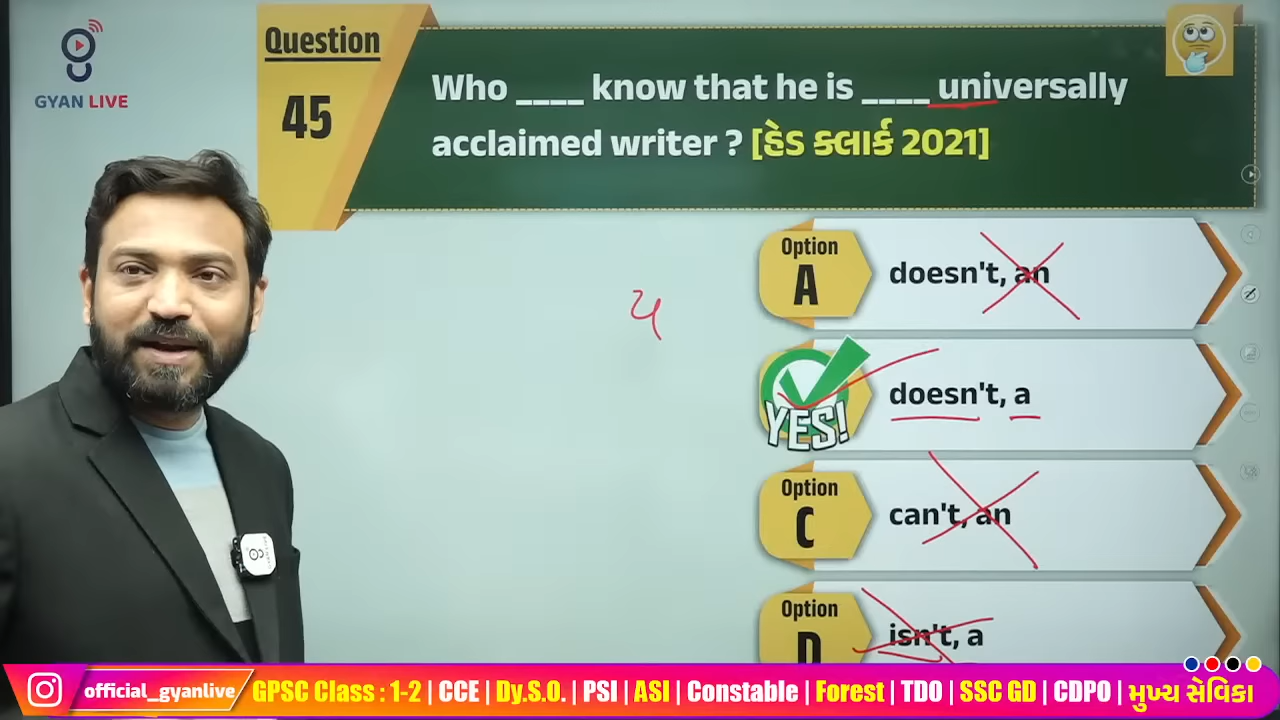 GYAN LIVE
Question
45
Who ____ know that he is ____ universally
acclaimed writer ? [હેડ ક્લાર્ક 2021]
Option
A
doesn't, an
YES!
doesn't, a
ય
Option
C
can't, an
Option
D
isn't, a
official_gyanlive
GPSC Class : 1-2 | CCE | Dy.S.O. | PSI | ASI | Constable | Forest | TDO | SSC GD | CDPO | મુખ્ય સેવિકા